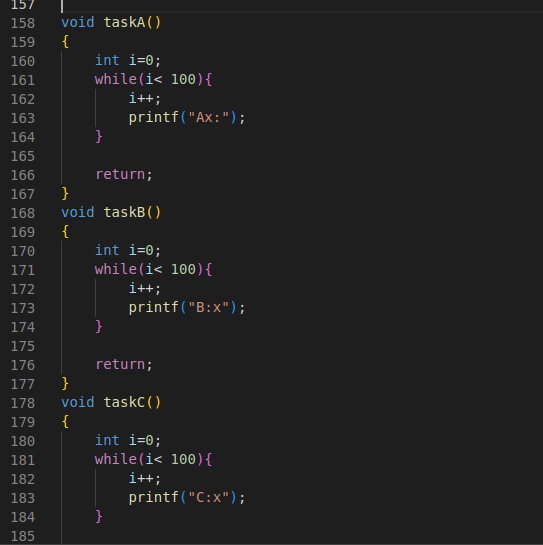 157
158 void taskA()
159 {
160     int i=0;
161     while(i< 100){
162         i++;
163         printf("Ax:");
164     }
165
166     return;
167 }
168 void taskB()
169 {
170     int i=0;
171     while(i< 100){
172         i++;
173         printf("B:x");
174     }
175
176     return;
177 }
178 void taskC()
179 {
180     int i=0;
181     while(i< 100){
182         i++;
183         printf("C:x");
184     }
185